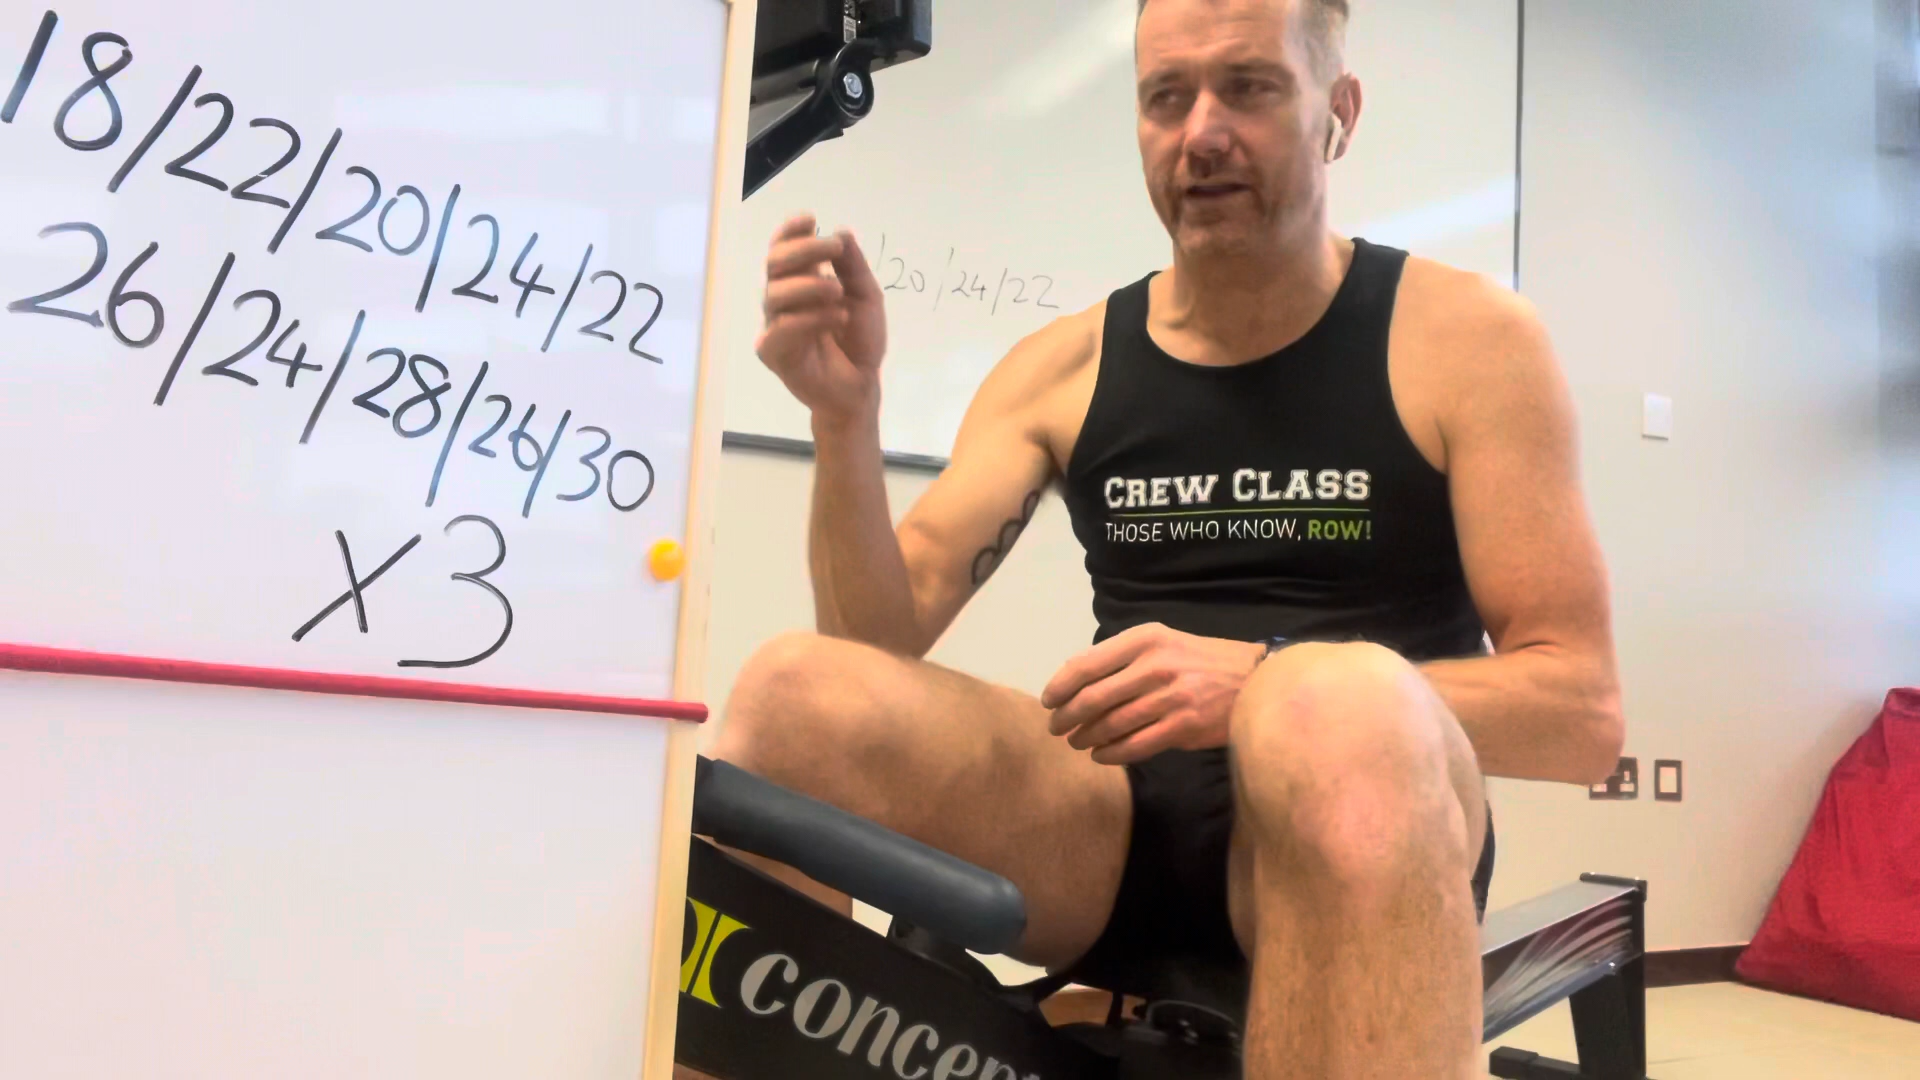 18/22/20/24/22
26/24/28/26/30
x3
/20/24/22
CREW CLASS
THOSE WHO KNOW, ROW!
concept